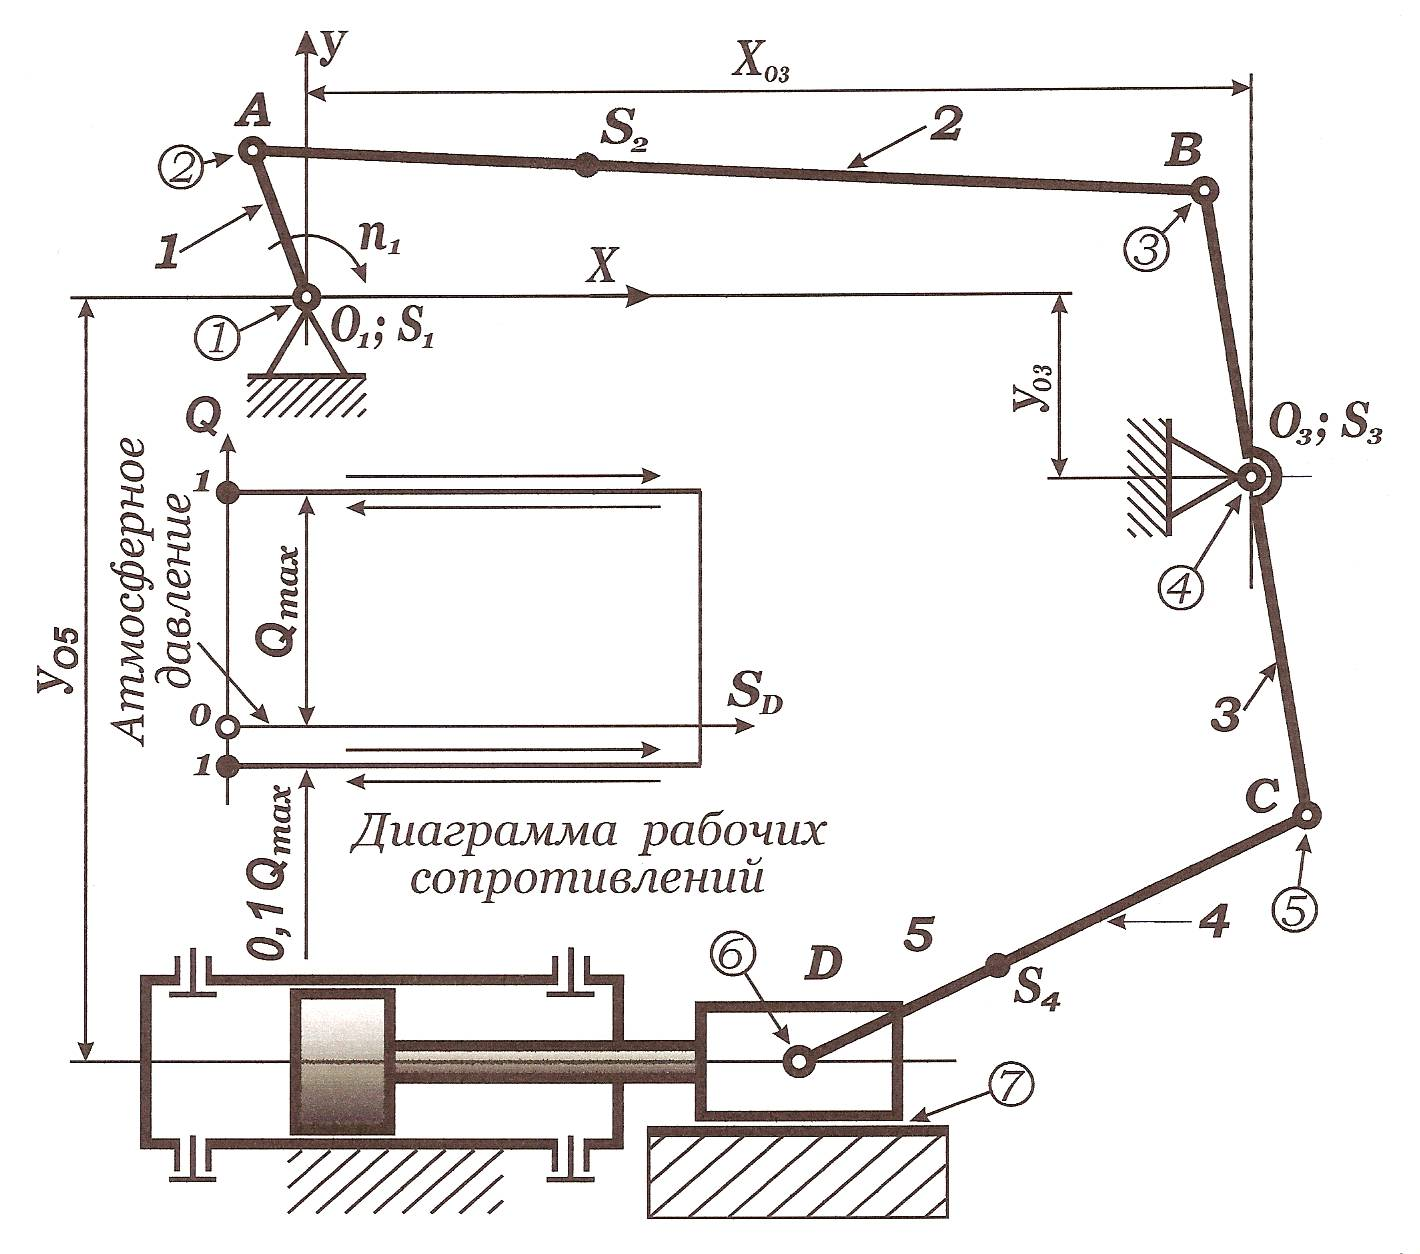 y
X₀₃
A
S₂
2
B
②
1
n₁
X
③
①
O₁; S₁
y₀₃
O₃; S₃
Q
1
Атмосферное
давление
Qmax
④
y₀₅
3
S_D
0
1
C
Диаграмма рабочих
сопротивлений
0,1 Qmax
⑤
4
5
⑥
D
S₄
⑦